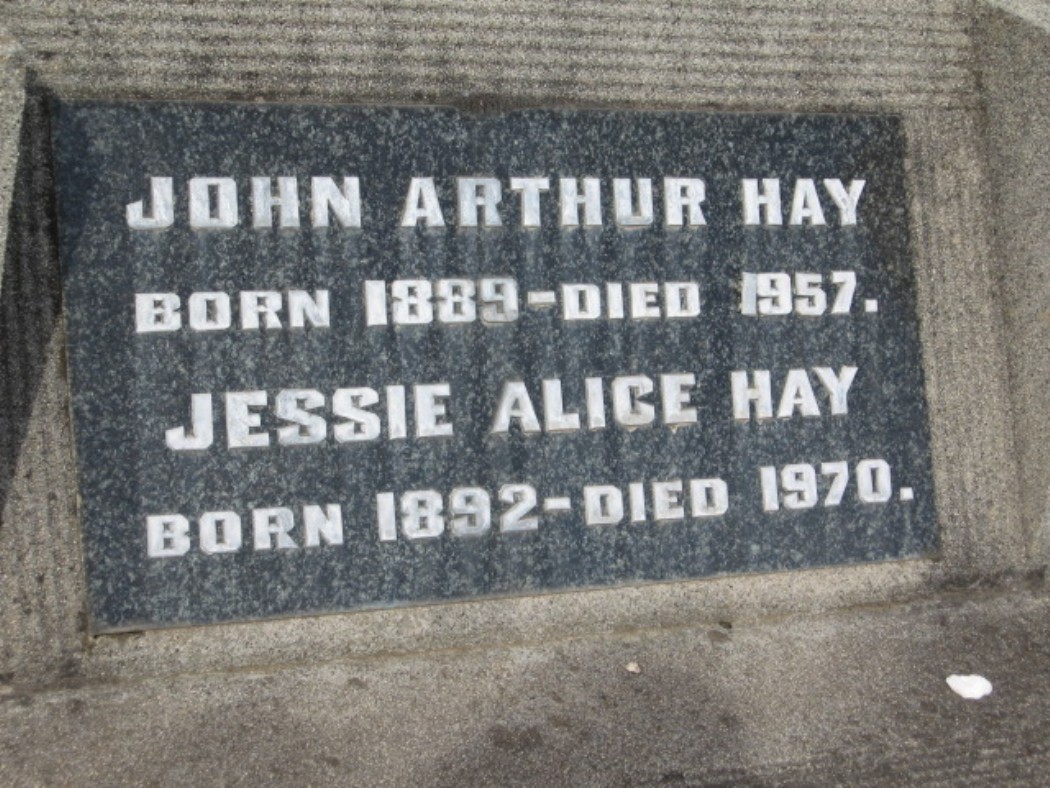 JOHN ARTHUR HAY
BORN 1889-DIED 1957.
JESSIE ALICE HAY
BORN 1892-DIED 1970.